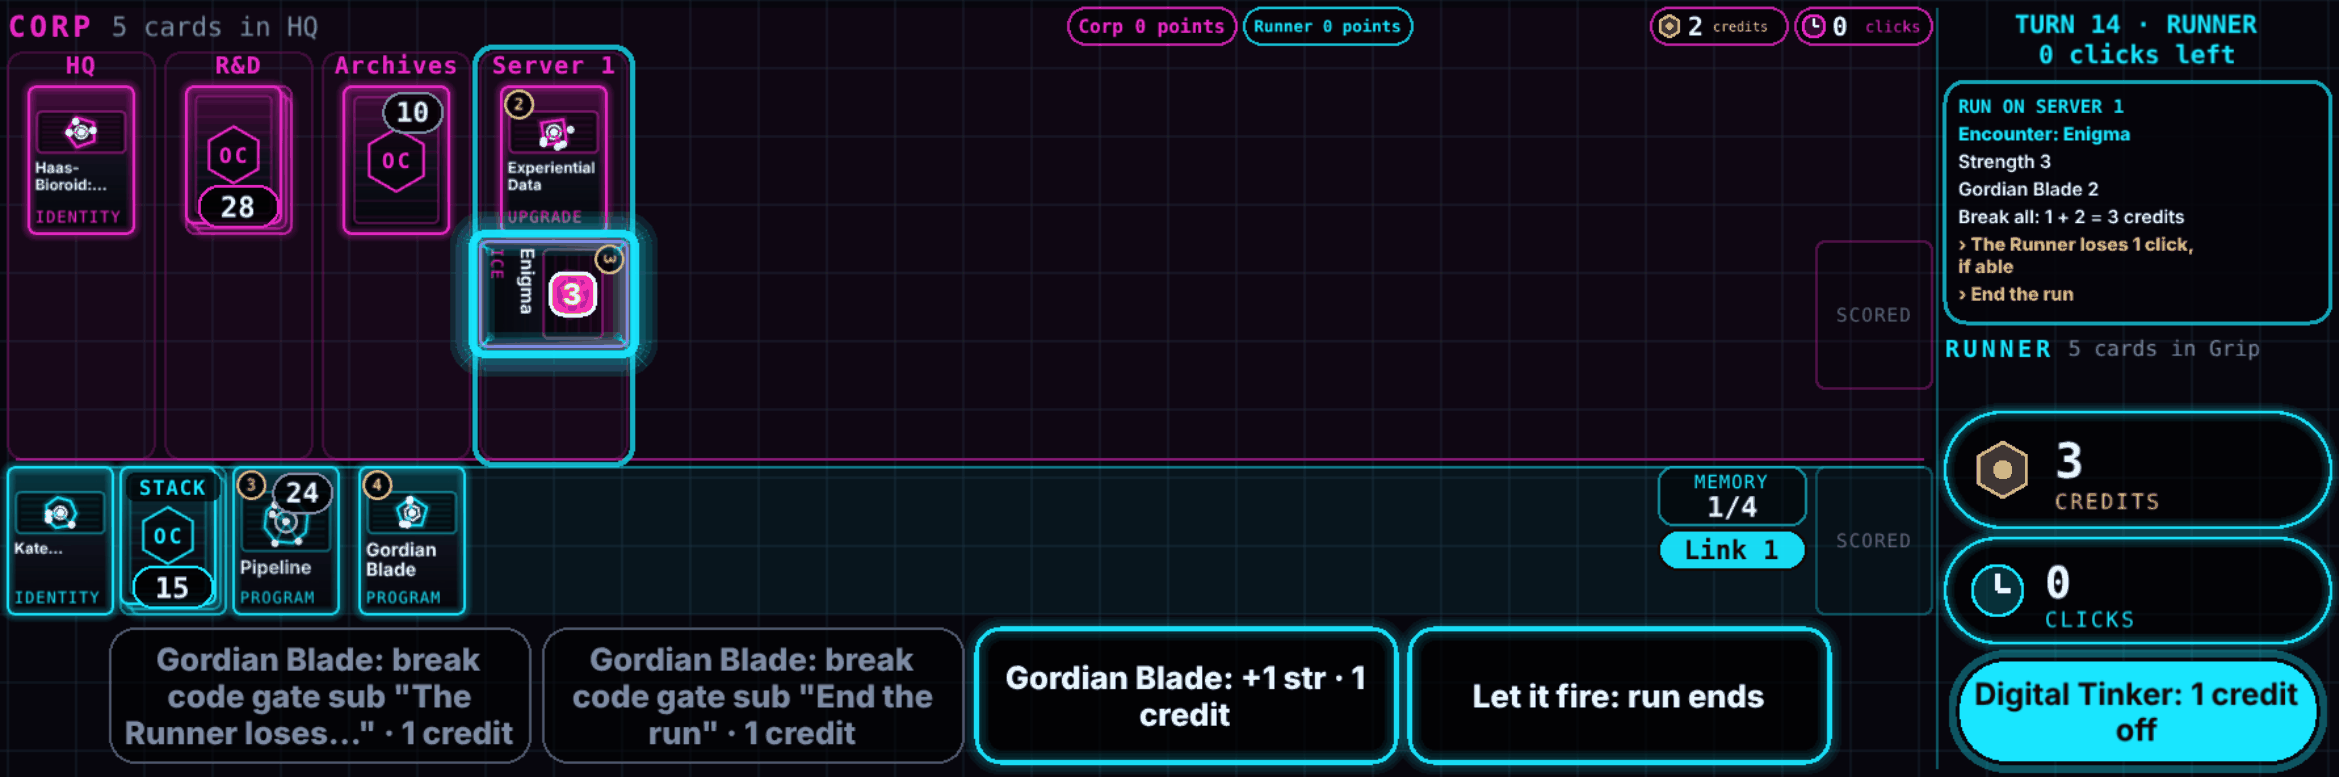 CORP 5 cards in HQ
Corp 0 points
Runner 0 points
2 credits
0 clicks
TURN 14 · RUNNER
0 clicks left
HQ
R&D
Archives
Server 1
Haas-
Bioroid:...
IDENTITY
OC
28
10
OC
2
Experiential
Data
UPGRADE
ICE
Enigma
3
3
SCORED
RUN ON SERVER 1
Encounter: Enigma
Strength 3
Gordian Blade 2
Break all: 1 + 2 = 3 credits
› The Runner loses 1 click,
if able
› End the run
RUNNER 5 cards in Grip
3
CREDITS
0
CLICKS
Kate...
IDENTITY
STACK
OC
15
3
24
Pipeline
PROGRAM
4
Gordian
Blade
PROGRAM
MEMORY
1/4
Link 1
SCORED
Gordian Blade: break
code gate sub "The
Runner loses..." · 1 credit
Gordian Blade: break
code gate sub "End the
run" · 1 credit
Gordian Blade: +1 str · 1
credit
Let it fire: run ends
Digital Tinker: 1 credit
off